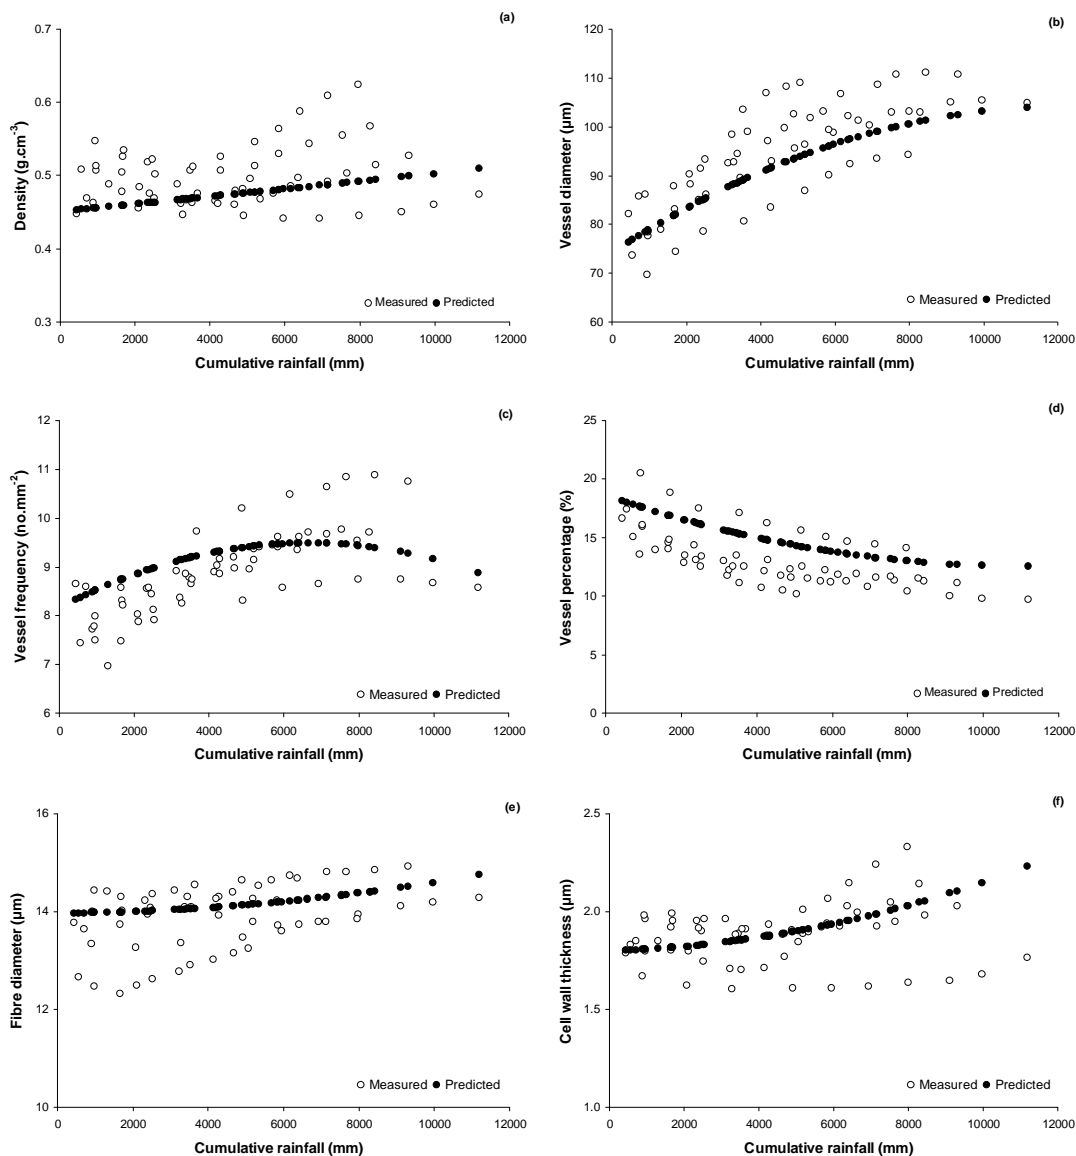 (a)
0.7
0.6
0.5
0.4
0.3
Density (g.cm-3)
0 2000 4000 6000 8000 10000 12000
Cumulative rainfall (mm)
Measured Predicted
(b)
120
110
100
90
80
70
60
Vessel diameter (µm)
0 2000 4000 6000 8000 10000 12000
Cumulative rainfall (mm)
Measured Predicted
(c)
12
11
10
9
8
7
6
Vessel frequency (no.mm-2)
0 2000 4000 6000 8000 10000 12000
Cumulative rainfall (mm)
Measured Predicted
(d)
25
20
15
10
5
0
Vessel percentage (%)
0 2000 4000 6000 8000 10000 12000
Cumulative rainfall (mm)
Measured Predicted
(e)
16
14
12
10
Fibre diameter (µm)
0 2000 4000 6000 8000 10000 12000
Cumulative rainfall (mm)
Measured Predicted
(f)
2.5
2.0
1.5
1.0
Cell wall thickness (µm)
0 2000 4000 6000 8000 10000 12000
Cumulative rainfall (mm)
Measured Predicted